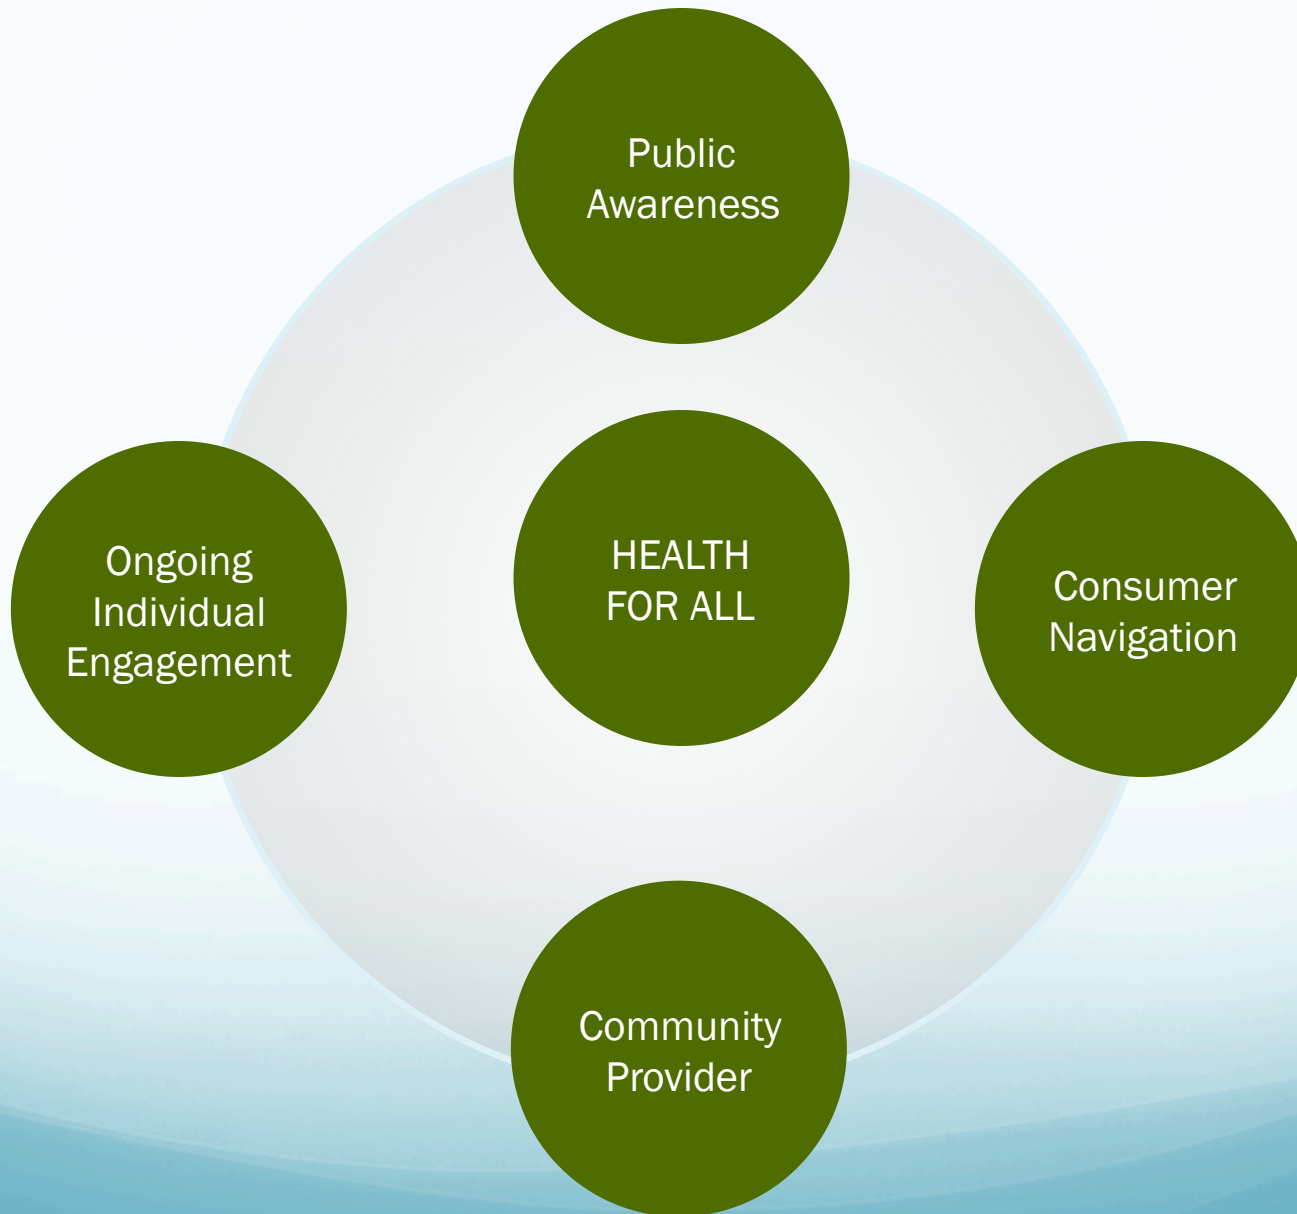 Public
Awareness
Ongoing
Individual
Engagement
HEALTH
FOR ALL
Consumer
Navigation
Community
Provider